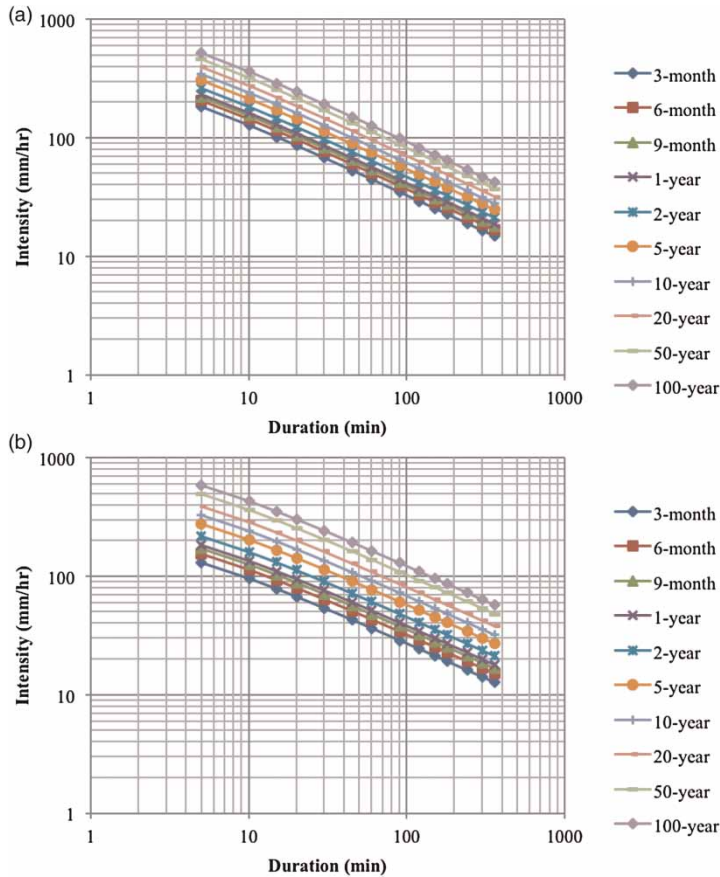 (a)
1000
100
10
1
Intensity (mm/hr)
1 10 100 1000
Duration (min)
3-month
6-month
9-month
1-year
2-year
5-year
10-year
20-year
50-year
100-year
(b)
1000
100
10
1
Intensity (mm/hr)
1 10 100 1000
Duration (min)
3-month
6-month
9-month
1-year
2-year
5-year
10-year
20-year
50-year
100-year